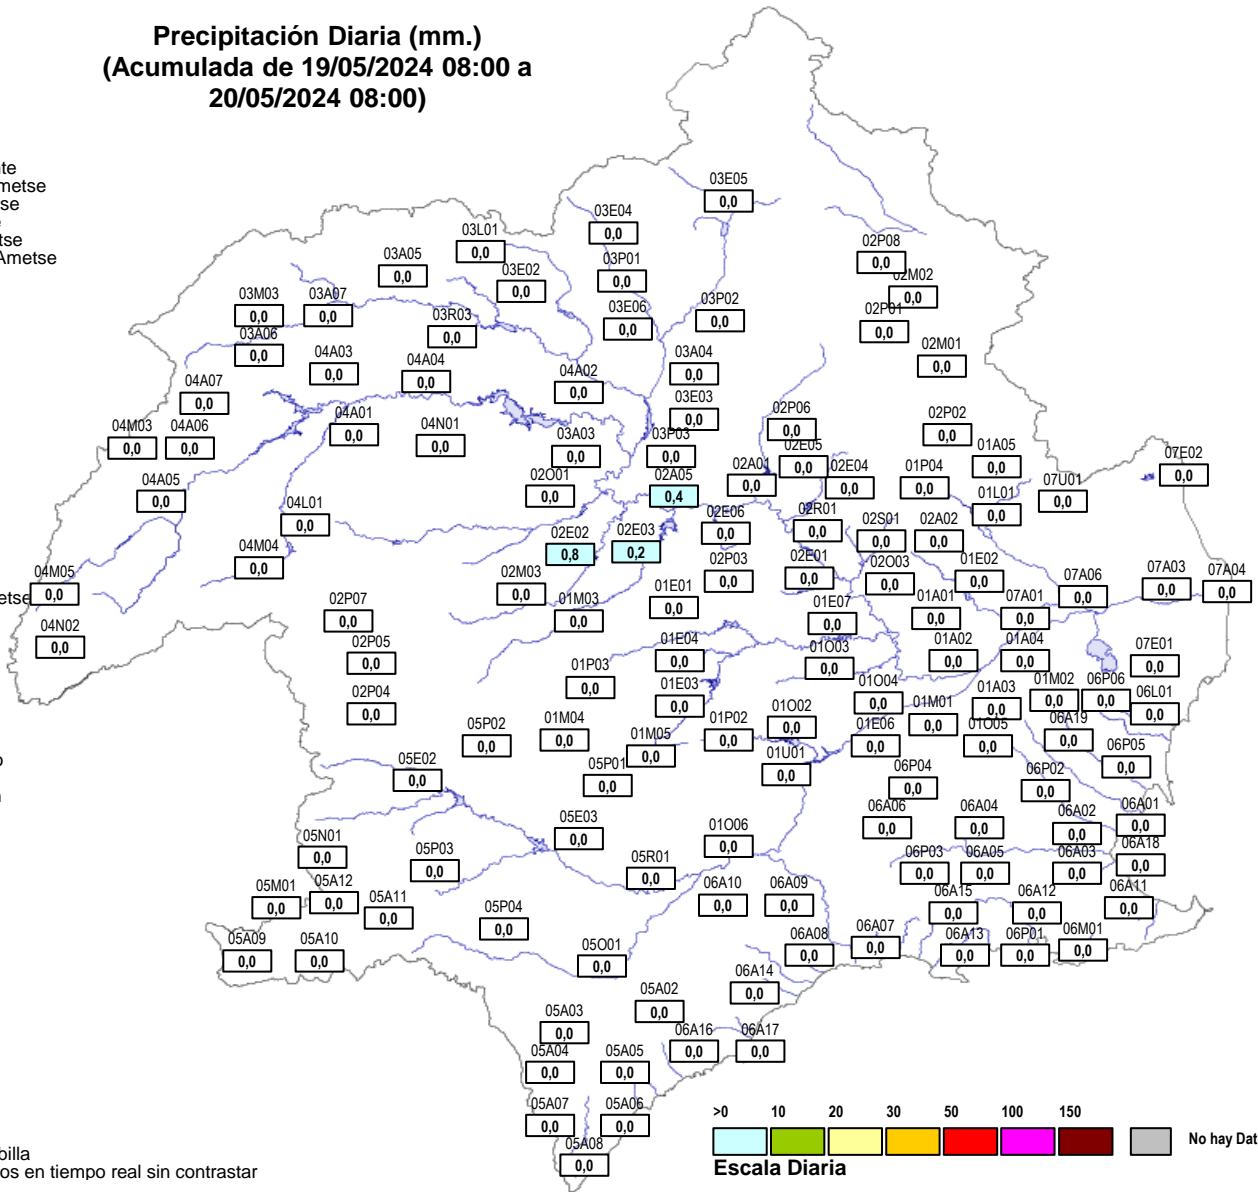 Precipitación Diaria (mm.)
(Acumulada de 19/05/2024 08:00 a
20/05/2024 08:00)
nte
metse
se
tse
Ametse
03E05
0,0
03E04
0,0
03L01
0,0
03A05
0,0
03E02
0,0
03P01
0,0
02P08
0,0
02M02
0,0
03M03
0,0
03A07
0,0
03R03
0,0
03E06
0,0
03P02
0,0
02P01
0,0
03A06
0,0
04A03
0,0
04A04
0,0
04A02
0,0
03A04
0,0
02M01
0,0
04A07
0,0
03E03
0,0
04M03
0,0
04A06
0,0
04A01
0,0
04N01
0,0
03A03
0,0
03P03
0,0
02P06
0,0
02P02
0,0
02E05
0,0
01A05
0,0
07E02
0,0
04A05
0,0
02O01
0,0
02A05
0,4
02A01
0,0
02E04
0,0
01P04
0,0
07U01
0,0
01L01
0,0
04L01
0,0
02E06
0,0
02R01
0,0
02S01
0,0
02A02
0,0
04M04
0,0
02E02
0,8
02E03
0,2
02P03
0,0
02E01
0,0
02O03
0,0
01E02
0,0
04M05
0,0
etse
02M03
0,0
01M03
0,0
01E01
0,0
07A06
0,0
07A03
0,0
07A04
0,0
02P07
0,0
01E07
0,0
01A01
0,0
07A01
0,0
04N02
0,0
02P05
0,0
01E04
0,0
01O03
0,0
01A02
0,0
01A04
0,0
07E01
0,0
01P03
0,0
02P04
0,0
01E03
0,0
01O04
0,0
01A03
0,0
01M02
0,0
06P06
0,0
06L01
0,0
05P02
0,0
01M04
0,0
01M05
0,0
01P02
0,0
01O02
0,0
01M01
0,0
01E06
0,0
01O05
0,0
06A19
0,0
06P05
0,0
05E02
0,0
05P01
0,0
01U01
0,0
06P04
0,0
06P02
0,0
05N01
0,0
05P03
0,0
05E03
0,0
01O06
0,0
06A06
0,0
06A04
0,0
06A02
0,0
06A01
0,0
05R01
0,0
06P03
0,0
06A05
0,0
06A03
0,0
06A18
0,0
05M01
0,0
05A12
0,0
05A11
0,0
06A10
0,0
06A09
0,0
06A15
0,0
06A12
0,0
06A11
0,0
05P04
0,0
05A09
0,0
05A10
0,0
05O01
0,0
06A08
0,0
06A07
0,0
06A13
0,0
06P01
0,0
06M01
0,0
06A14
0,0
05A02
0,0
05A03
0,0
06A16
0,0
06A17
0,0
05A04
0,0
05A05
0,0
05A07
0,0
05A06
0,0
05A08
0,0
>0 10 20 30 50 100 150
No hay Dat
Escala Diaria
billa
os en tiempo real sin contrastar